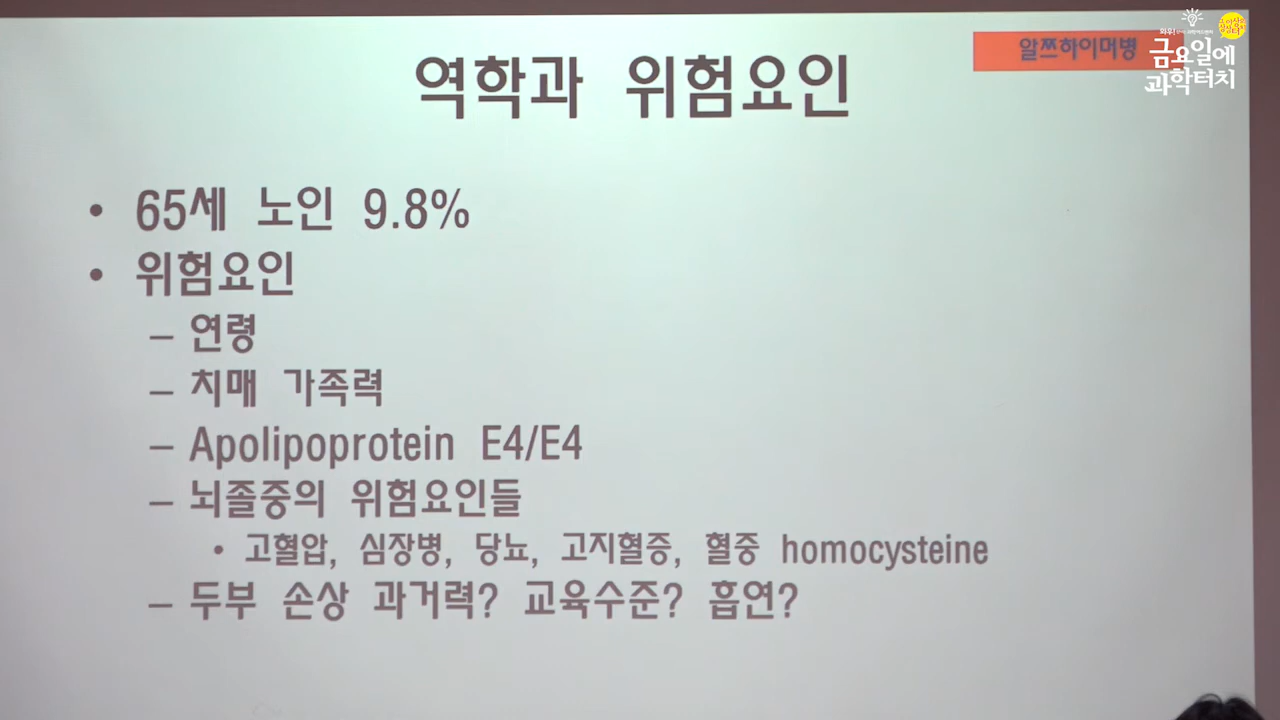 알쯔하이머병
금요일에
과학터치
역학과 위험요인
• 65세 노인 9.8%
• 위험요인
– 연령
– 치매 가족력
– Apolipoprotein E4/E4
– 뇌졸중의 위험요인들
• 고혈압, 심장병, 당뇨, 고지혈증, 혈중 homocysteine
– 두부 손상 과거력? 교육수준? 흡연?